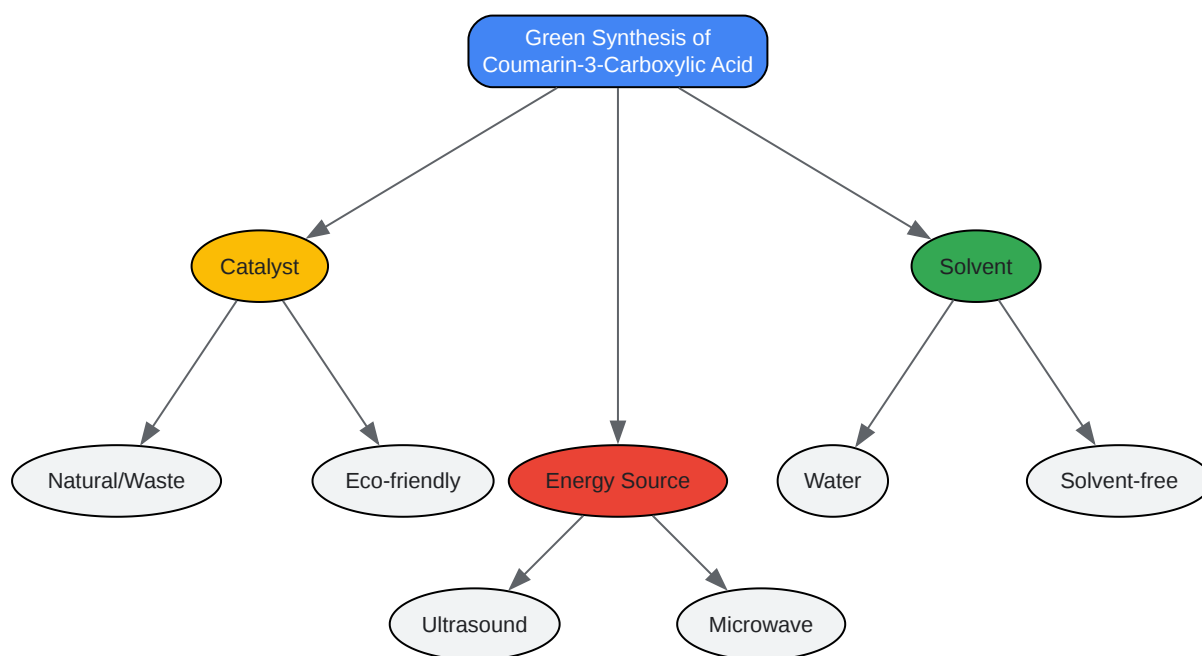 Green Synthesis of
Coumarin-3-Carboxylic Acid
Catalyst
Solvent
Natural/Waste
Eco-friendly
Energy Source
Water
Solvent-free
Ultrasound
Microwave